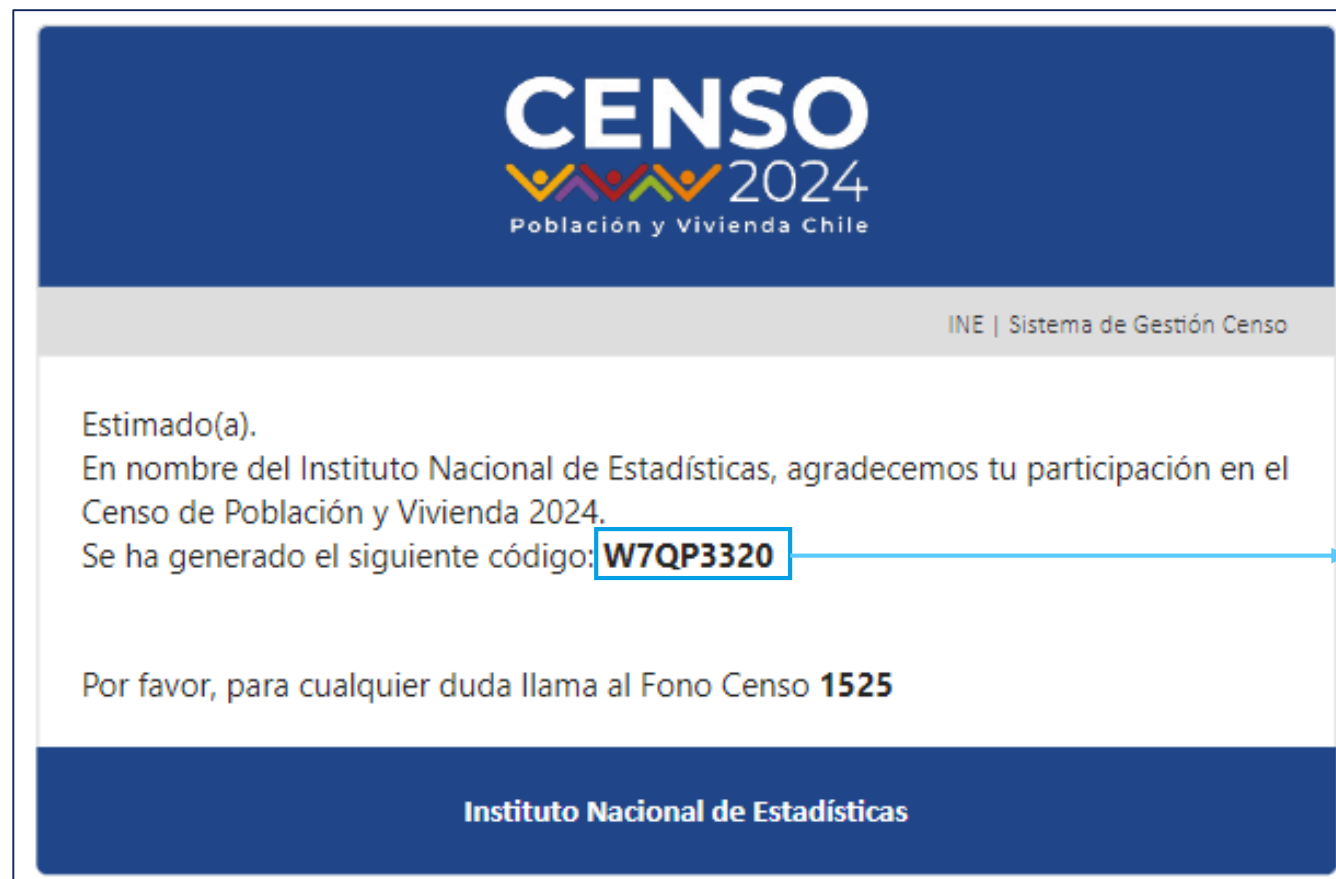 CENSO
2024
Población y Vivienda Chile
INE | Sistema de Gestión Censo
Estimado(a).
En nombre del Instituto Nacional de Estadísticas, agradecemos tu participación en el
Censo de Población y Vivienda 2024.
Se ha generado el siguiente código: W7QP3320
Por favor, para cualquier duda llama al Fono Censo 1525
Instituto Nacional de Estadísticas